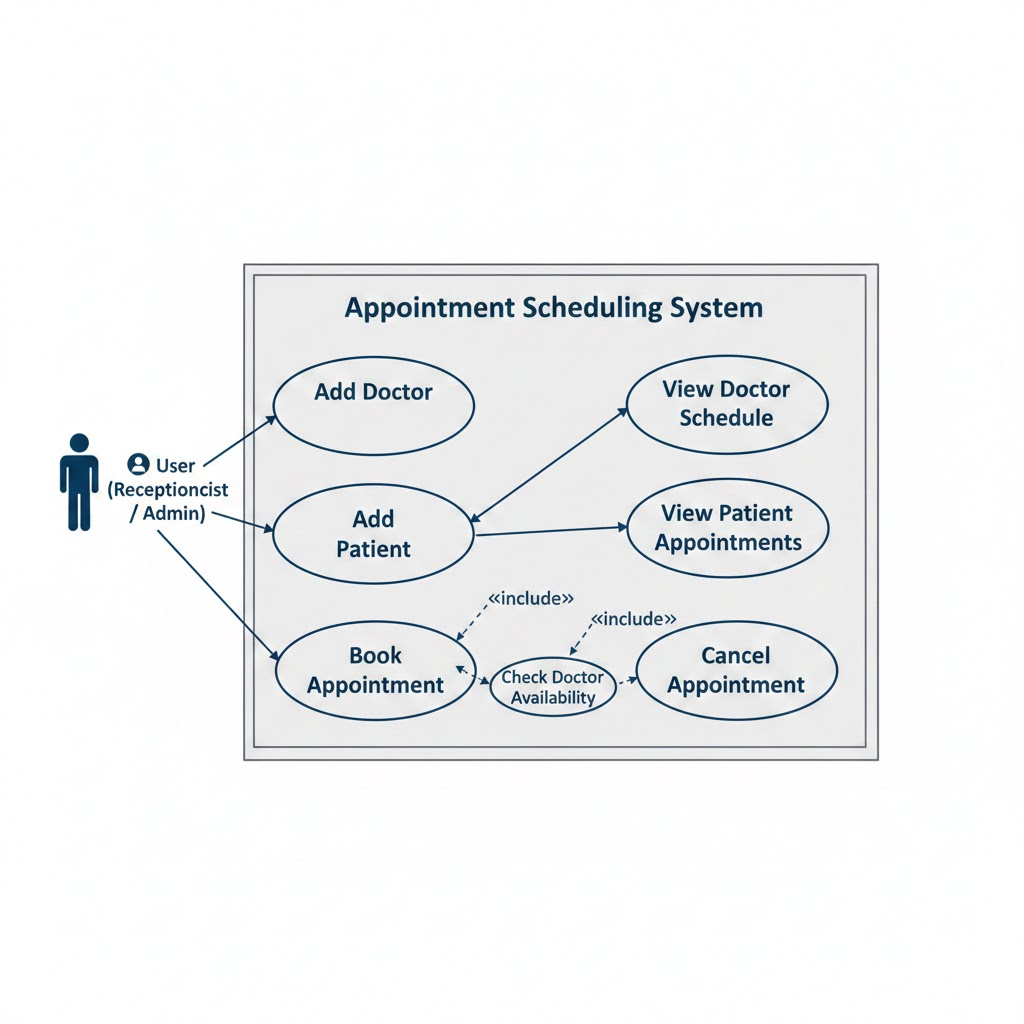 Appointment Scheduling System
Add Doctor
View Doctor
Schedule
User
(Receptioncist
/ Admin)
Add
Patient
View Patient
Appointments
«include»
«include»
Book
Appointment
Check Doctor
Availability
Cancel
Appointment